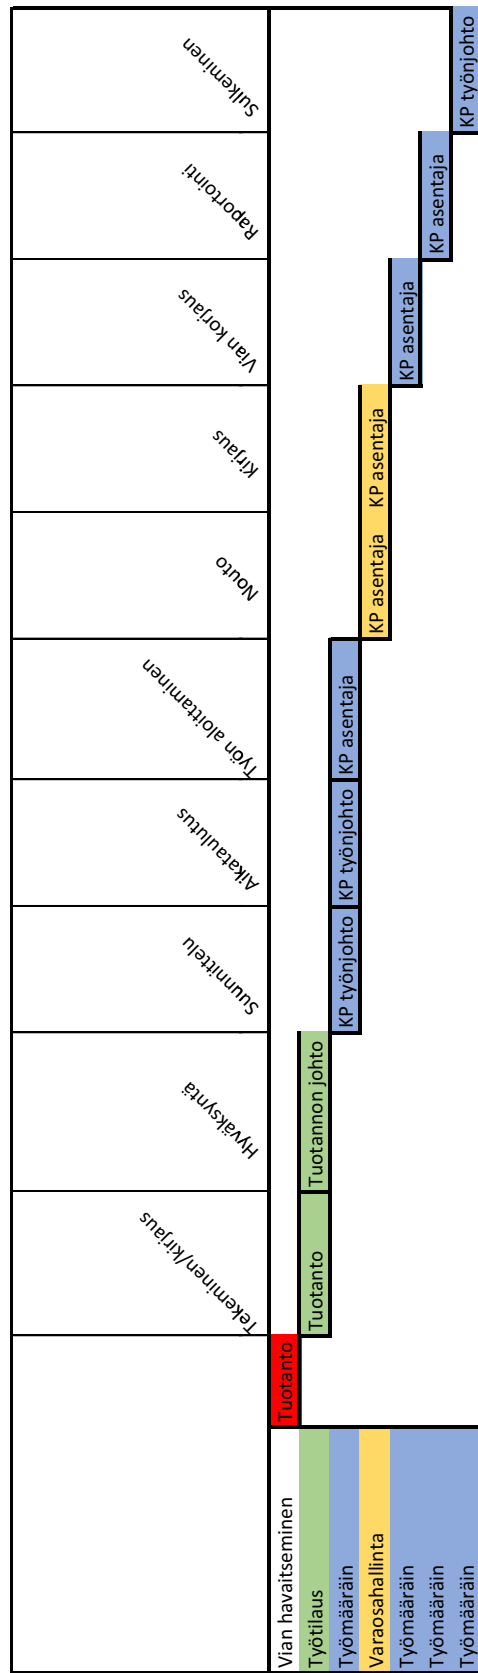 Tekeminen/kirjaus
Hyväksyntä
Suunnittelu
Aikataulutus
Työn aloittaminen
Nouto
Kirjaus
Vian korjaus
Raportointi
Sulkeminen
Vian havaitseminen
Tuotanto
Työtilaus
Tuotanto
Tuotannon johto
Työmääräin
KP työnjohto
KP työnjohto
KP asentaja
Varaosahallinta
KP asentaja
KP asentaja
Työmääräin
KP asentaja
Työmääräin
KP asentaja
Työmääräin
KP työnjohto